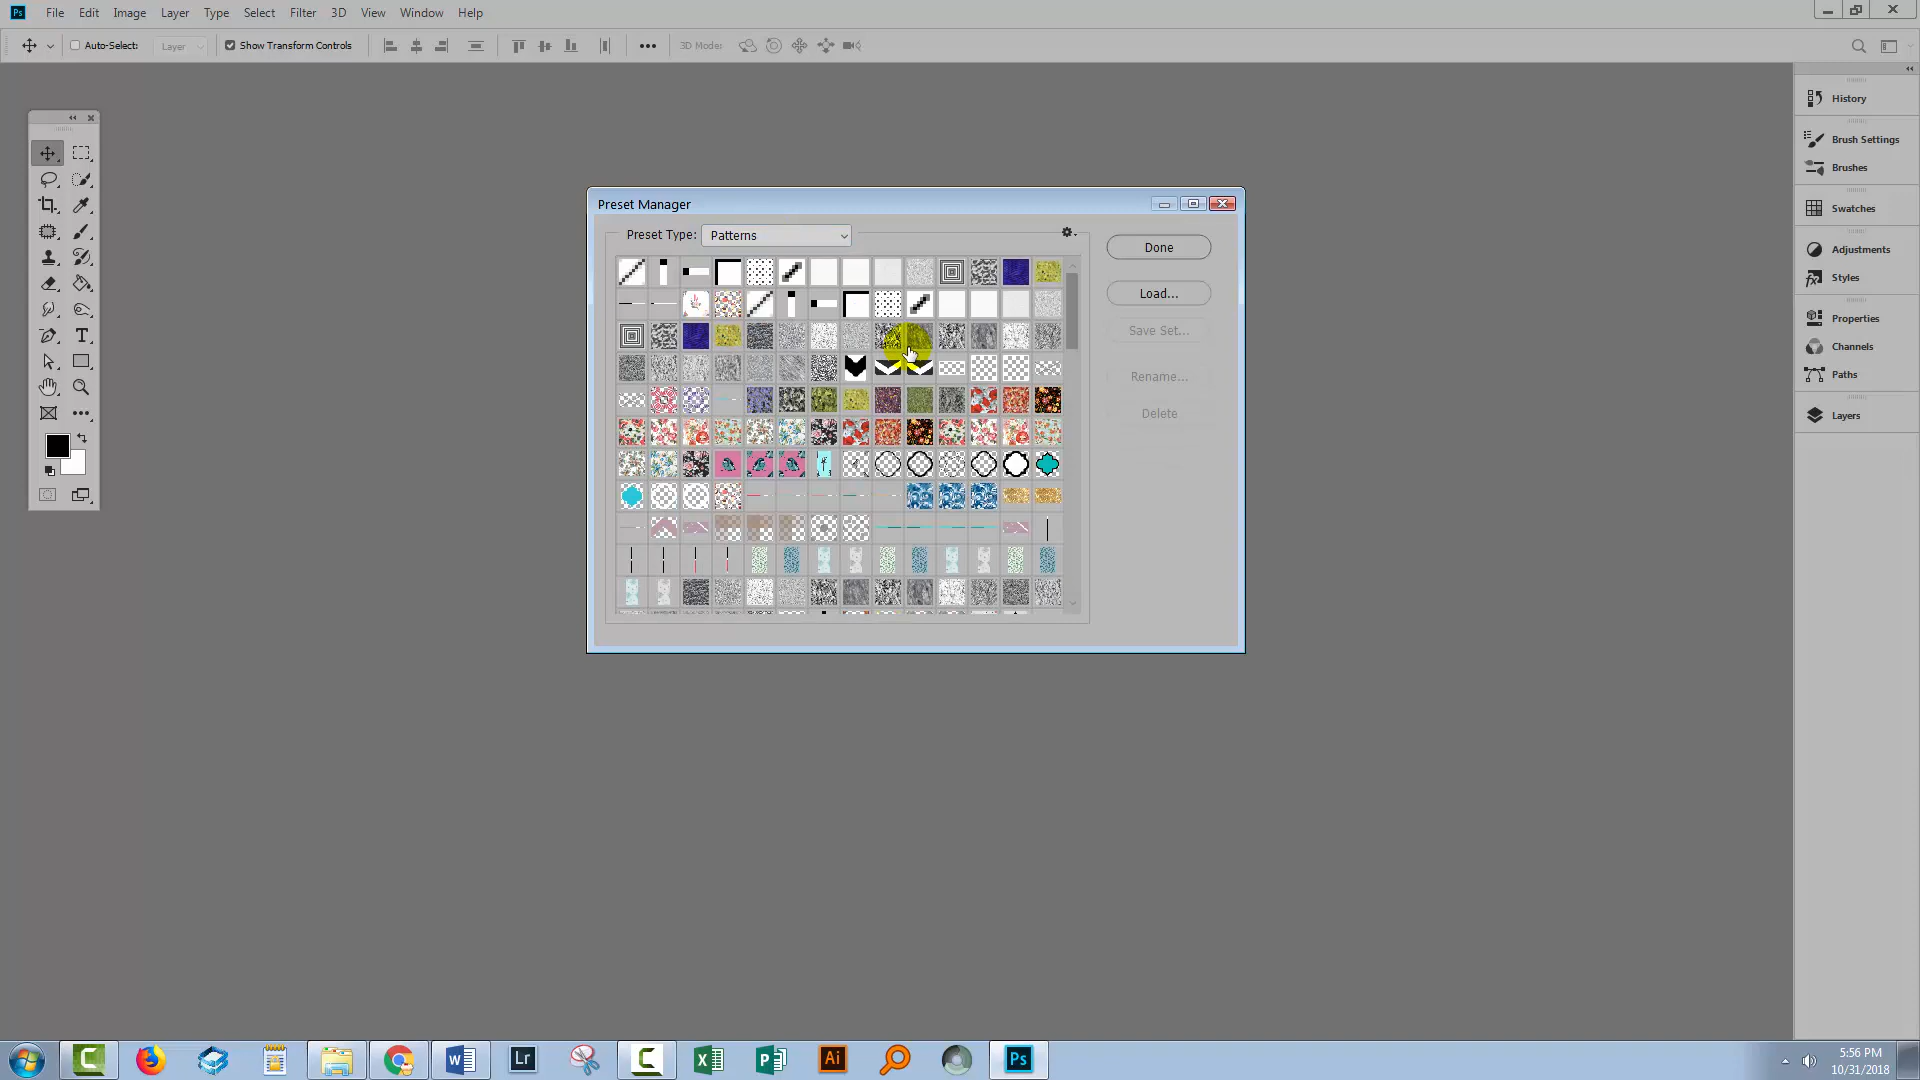 Ps File Edit Image Layer Type Select Filter 3D View Window Help
Auto-Select: Layer Show Transform Controls 3D Mode:
History
Brush Settings
Brushes
Swatches
Adjustments
Styles
Properties
Channels
Paths
Layers
Preset Manager
Preset Type: Patterns
Done
Load...
Save Set...
Rename...
Delete
T
Lr Ai Ps
5:56 PM
10/31/2018